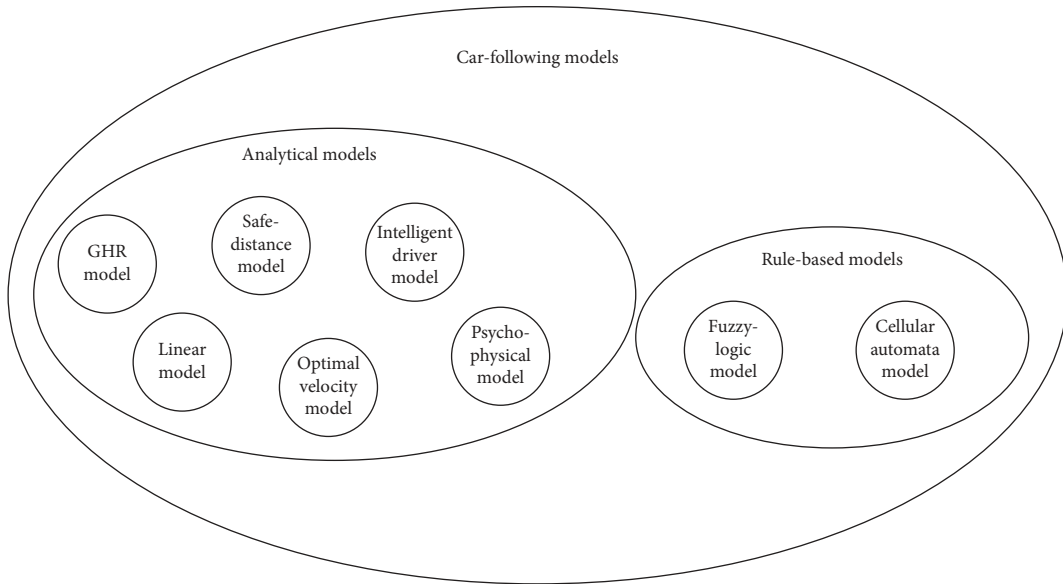 Car-following models
Analytical models
GHR
model
Safe-
distance
model
Intelligent
driver
model
Linear
model
Optimal
velocity
model
Psycho-
physical
model
Rule-based models
Fuzzy-
logic
model
Cellular
automata
model